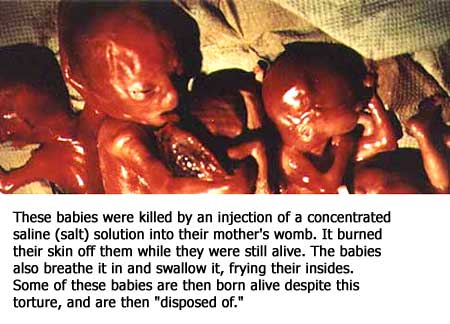 These babies were killed by an injection of a concentrated
saline (salt) solution into their mother's womb. It burned
their skin off them while they were still alive. The babies
also breathe it in and swallow it, frying their insides.
Some of these babies are then born alive despite this
torture, and are then "disposed of."